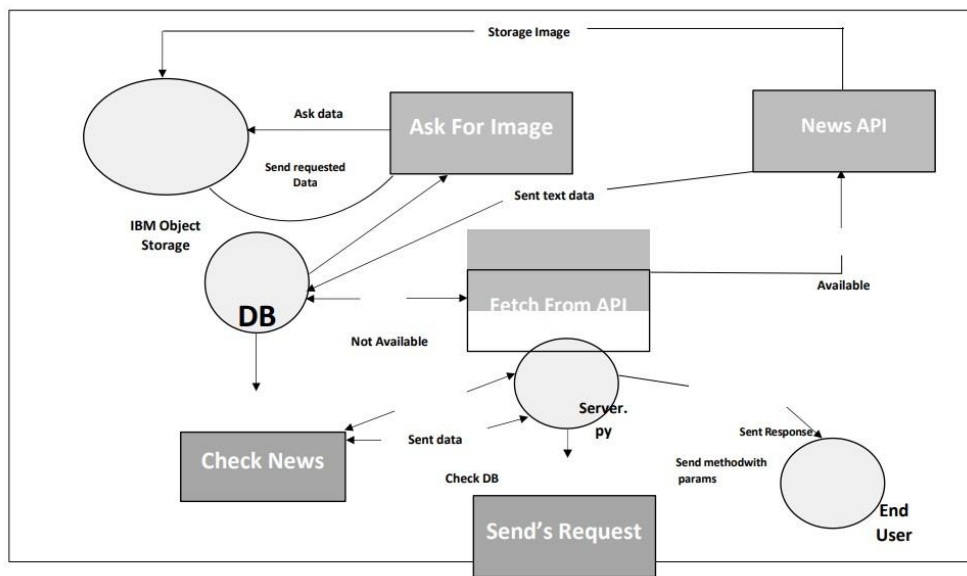 Storage Image
Ask data
Ask For Image
News API
Send requested
Data
Sent text data
IBM Object
Storage
DB
Fetch From API
Available
Not Available
Server.
py
Sent data
Check News
Sent Response
Send methodwith
params
Check DB
End
User
Send’s Request